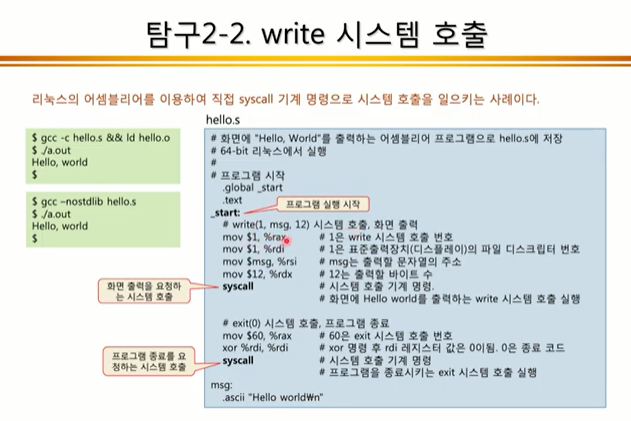 탐구2-2. write 시스템 호출
리눅스의 어셈블리어를 이용하여 직접 syscall 기계 명령으로 시스템 호출을 일으키는 사례이다.
$ gcc -c hello.s && ld hello.o
$ ./a.out
Hello, world
$
$ gcc –nostdlib hello.s
$ ./a.out
Hello, world
$
hello.s
# 화면에 "Hello, World"를 출력하는 어셈블리어 프로그램으로 hello.s에 저장
# 64-bit 리눅스에서 실행
#
# 프로그램 시작
.global _start
.text
프로그램 실행 시작
_start:
# write(1, msg, 12) 시스템 호출, 화면 출력
mov $1, %rax # 1은 write 시스템 호출 번호
mov $1, %rdi # 1은 표준출력장치(디스플레이)의 파일 디스크립터 번호
mov $msg, %rsi # msg는 출력할 문자열의 주소
mov $12, %rdx # 12는 출력할 바이트 수
syscall # 시스템 호출 기계 명령.
# 화면에 Hello world를 출력하는 write 시스템 호출 실행
화면 출력을 요청하
는 시스템 호출
# exit(0) 시스템 호출, 프로그램 종료
mov $60, %rax # 60은 exit 시스템 호출 번호
xor %rdi, %rdi # xor 명령 후 rdi 레지스터 값은 0이됨. 0은 종료 코드
syscall # 시스템 호출 기계 명령
# 프로그램을 종료시키는 exit 시스템 호출 실행
프로그램 종료를 요
청하는 시스템 호출
msg:
.ascii "Hello world₩n"